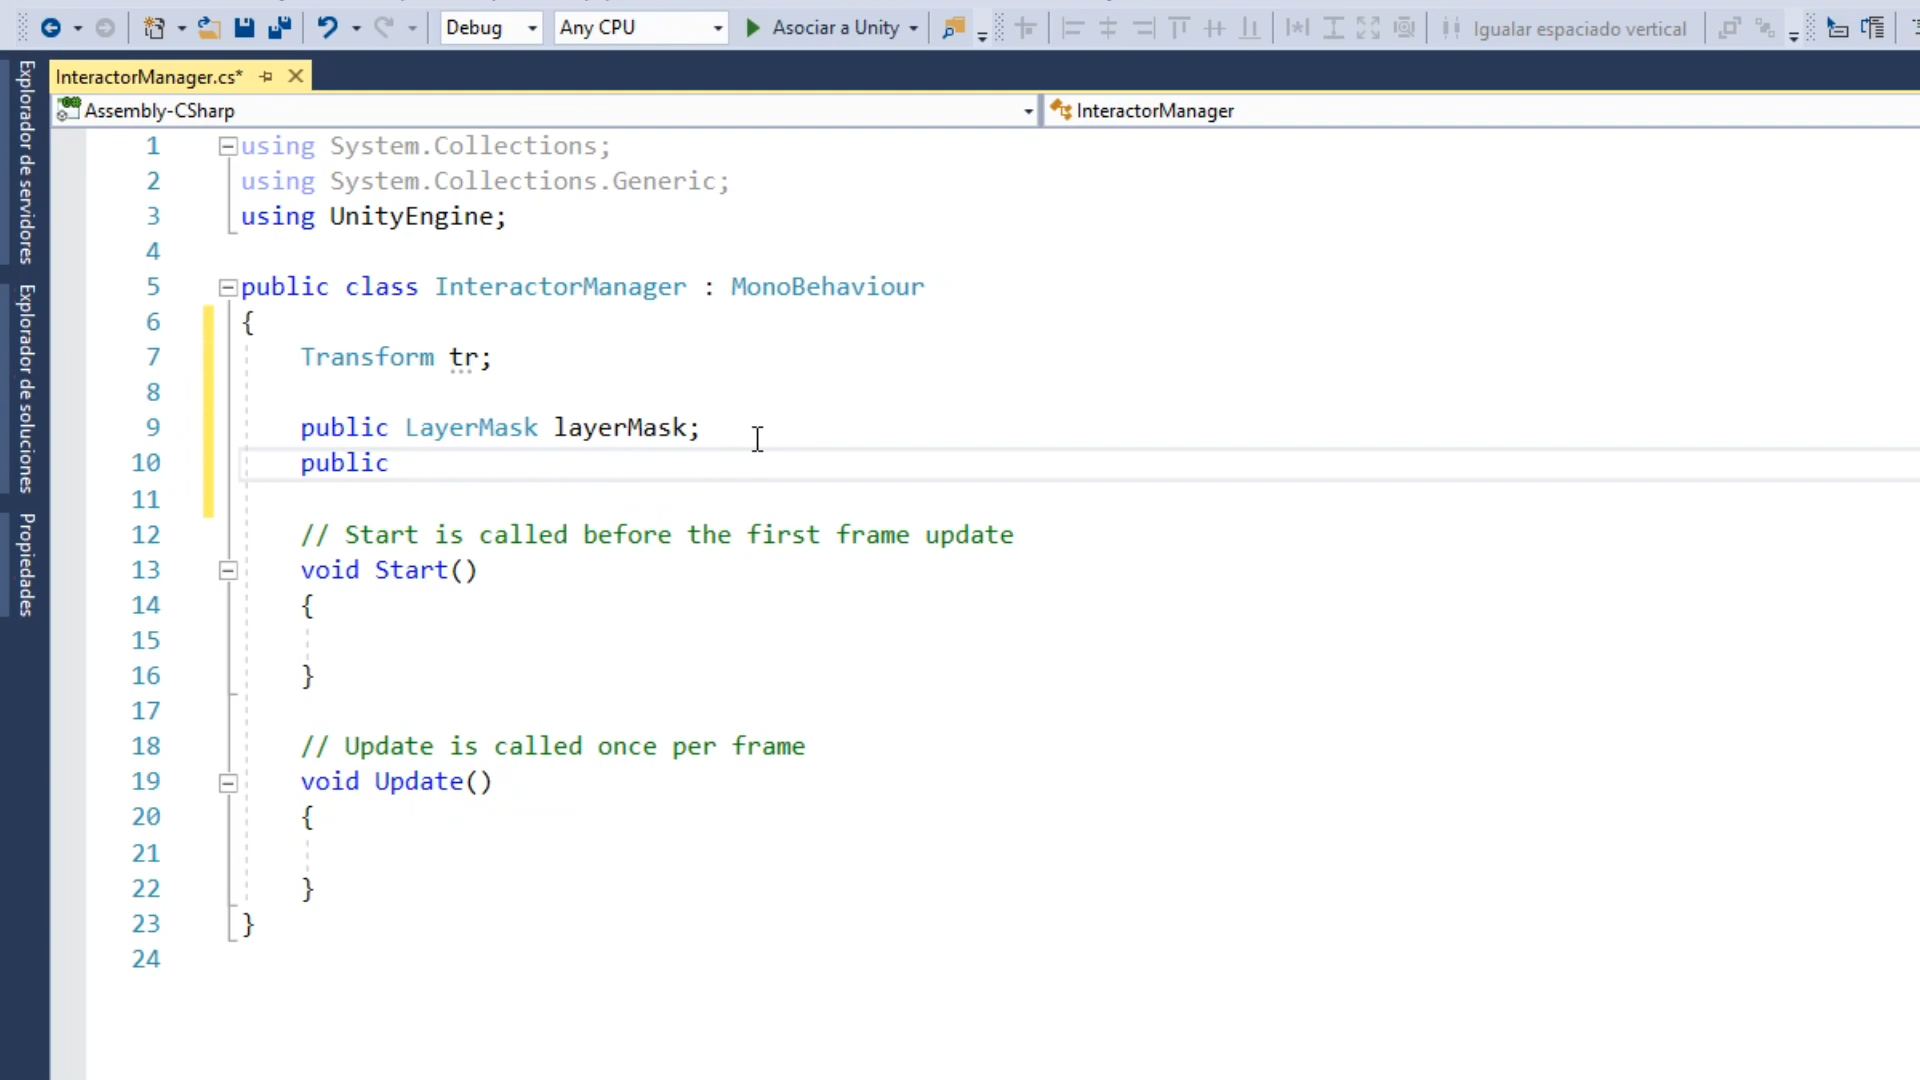 Debug
Any CPU
Asociar a Unity
Igualar espaciado vertical
InteractorManager.cs*
Assembly-CSharp
InteractorManager
Explorador de servidores
Explorador de soluciones
Propiedades
1 using System.Collections;
2 using System.Collections.Generic;
3 using UnityEngine;
4
5 public class InteractorManager : MonoBehaviour
6 {
7 Transform tr;
8
9 public LayerMask layerMask;
10 public
11
12 // Start is called before the first frame update
13 void Start()
14 {
15
16 }
17
18 // Update is called once per frame
19 void Update()
20 {
21
22 }
23 }
24